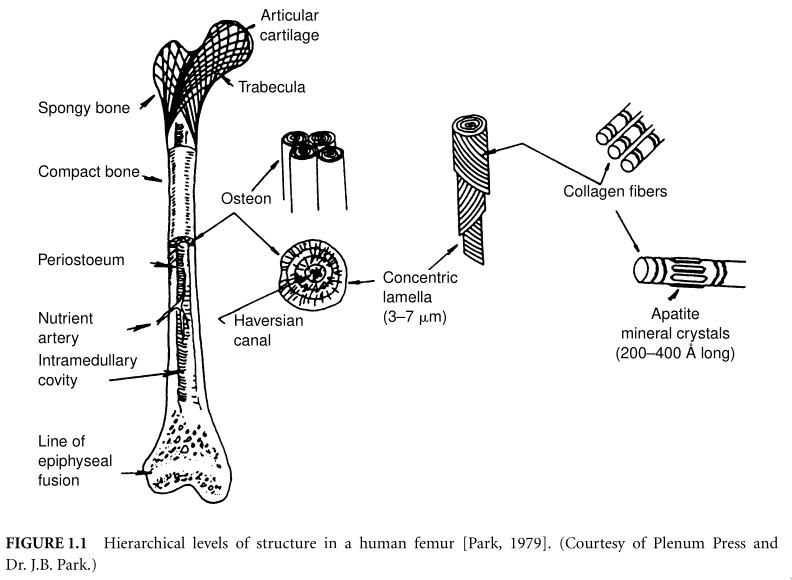 Articular
cartilage
Trabecula
Spongy bone
Compact bone
Osteon
Collagen fibers
Periostoeum
Concentric
lamella
(3–7 μm)
Haversian
canal
Nutrient
artery
Apatite
mineral crystals
(200–400 Å long)
Intramedullary
covity
Line of
epiphyseal
fusion
FIGURE 1.1 Hierarchical levels of structure in a human femur [Park, 1979]. (Courtesy of Plenum Press and
Dr. J.B. Park.)